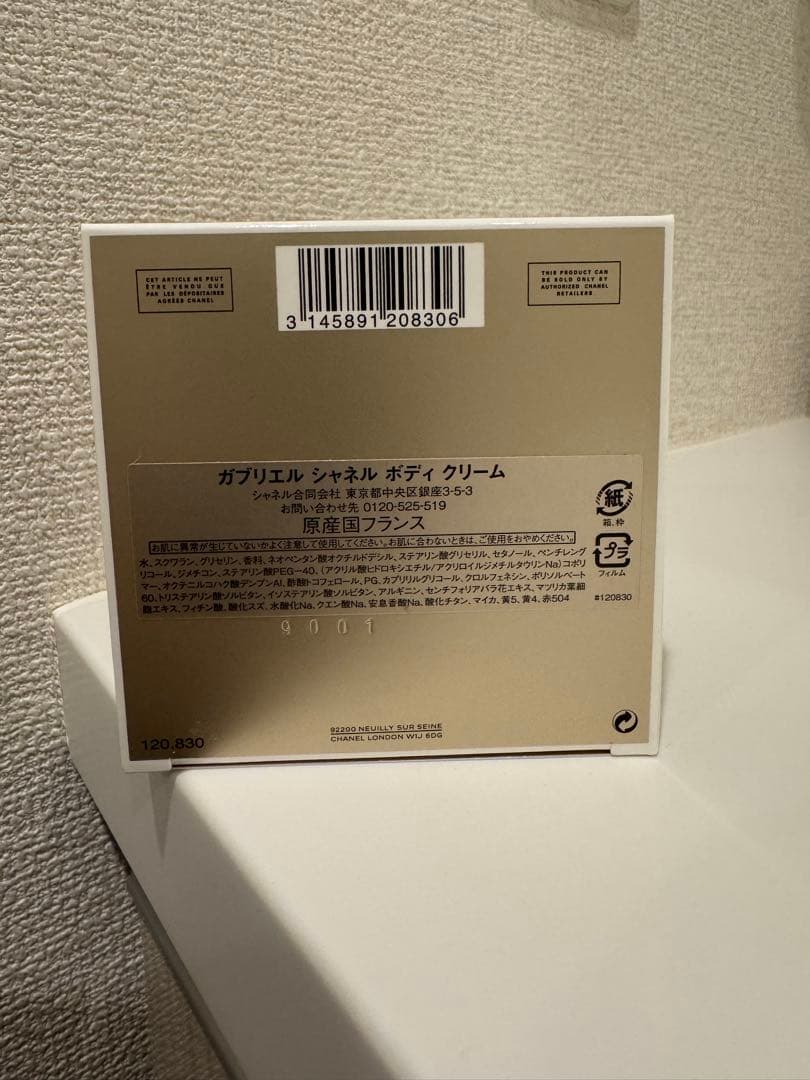 CET ARTICLE NE PEUT
ÊTRE VENDU QUE
PAR LES DÉPOSITAIRES
AGRÉÉS CHANEL
3 145891 208306
THIS PRODUCT CAN
BE SOLD ONLY BY
AUTHORIZED CHANEL
RETAILERS.
ガブリエル シャネル ボディ クリーム
シャネル合同会社 東京都中央区銀座3-5-3
お問い合わせ先 0120-525-519
原産国フランス
お肌に異常が生じていないかよく注意して使用してください。お肌に合わないときは、ご使用をおやめください。
水、スクワラン、グリセリン、香料、ネオペンタン酸オクチルドデシル、ステアリン酸グリセリル、セタノール、ペンチレング
リコール、ジメチコン、ステアリン酸PEG-40、(アクリル酸ヒドロキシエチル/アクリロイルジメチルタウリンNa)コポリ
マー、オクテニルコハク酸デンプンAl、酢酸トコフェロール、PG、カプリルグリコール、クロルフェネシン、ポリソルベート
60、トリステアリン酸ソルビタン、イソステアリン酸ソルビタン、アルギニン、センチフォリアバラ花エキス、マツリカ葉細
胞エキス、フィチン酸、酸化スズ、水酸化Na、クエン酸Na、安息香酸Na、酸化チタン、マイカ、黄5、黄4、赤504
紙
箱、枠
プラ
フィルム
#120830
9001
92200 NEUILLY SUR SEINE
CHANEL LONDON W1J 6DG
120.830